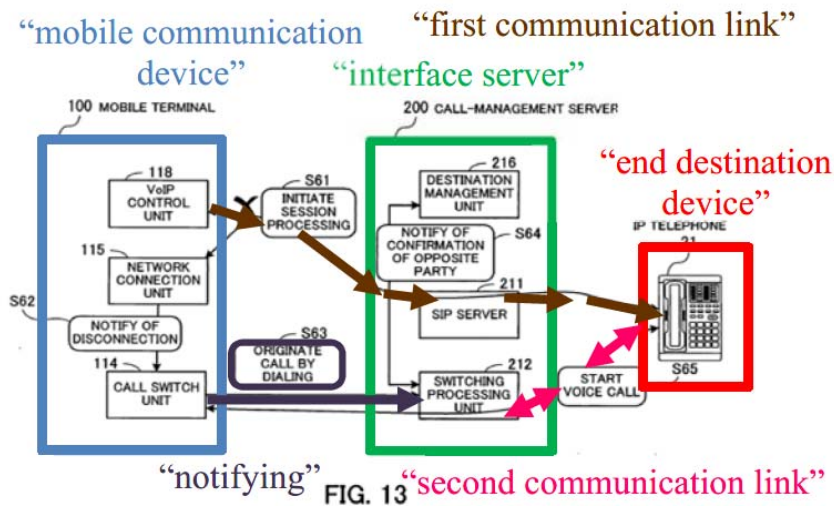 “mobile communication
device”
“first communication link”
“interface server”
100 MOBILE TERMINAL
200 CALL-MANAGEMENT SERVER
“end destination
device”
118
VoIP
CONTROL
UNIT
S61
INITIATE
SESSION
PROCESSING
216
DESTINATION
MANAGEMENT
UNIT
NOTIFY OF
CONFIRMATION
OF OPPOSITE
PARTY
S64
IP TELEPHONE
21
115
NETWORK
CONNECTION
UNIT
211
SIP SERVER
S62
NOTIFY OF
DISCONNECTION
S63
ORIGINATE
CALL BY
DIALING
114
CALL SWITCH
UNIT
212
SWITCHING
PROCESSING
UNIT
START
VOICE CALL
S65
“notifying”
FIG. 13
“second communication link”